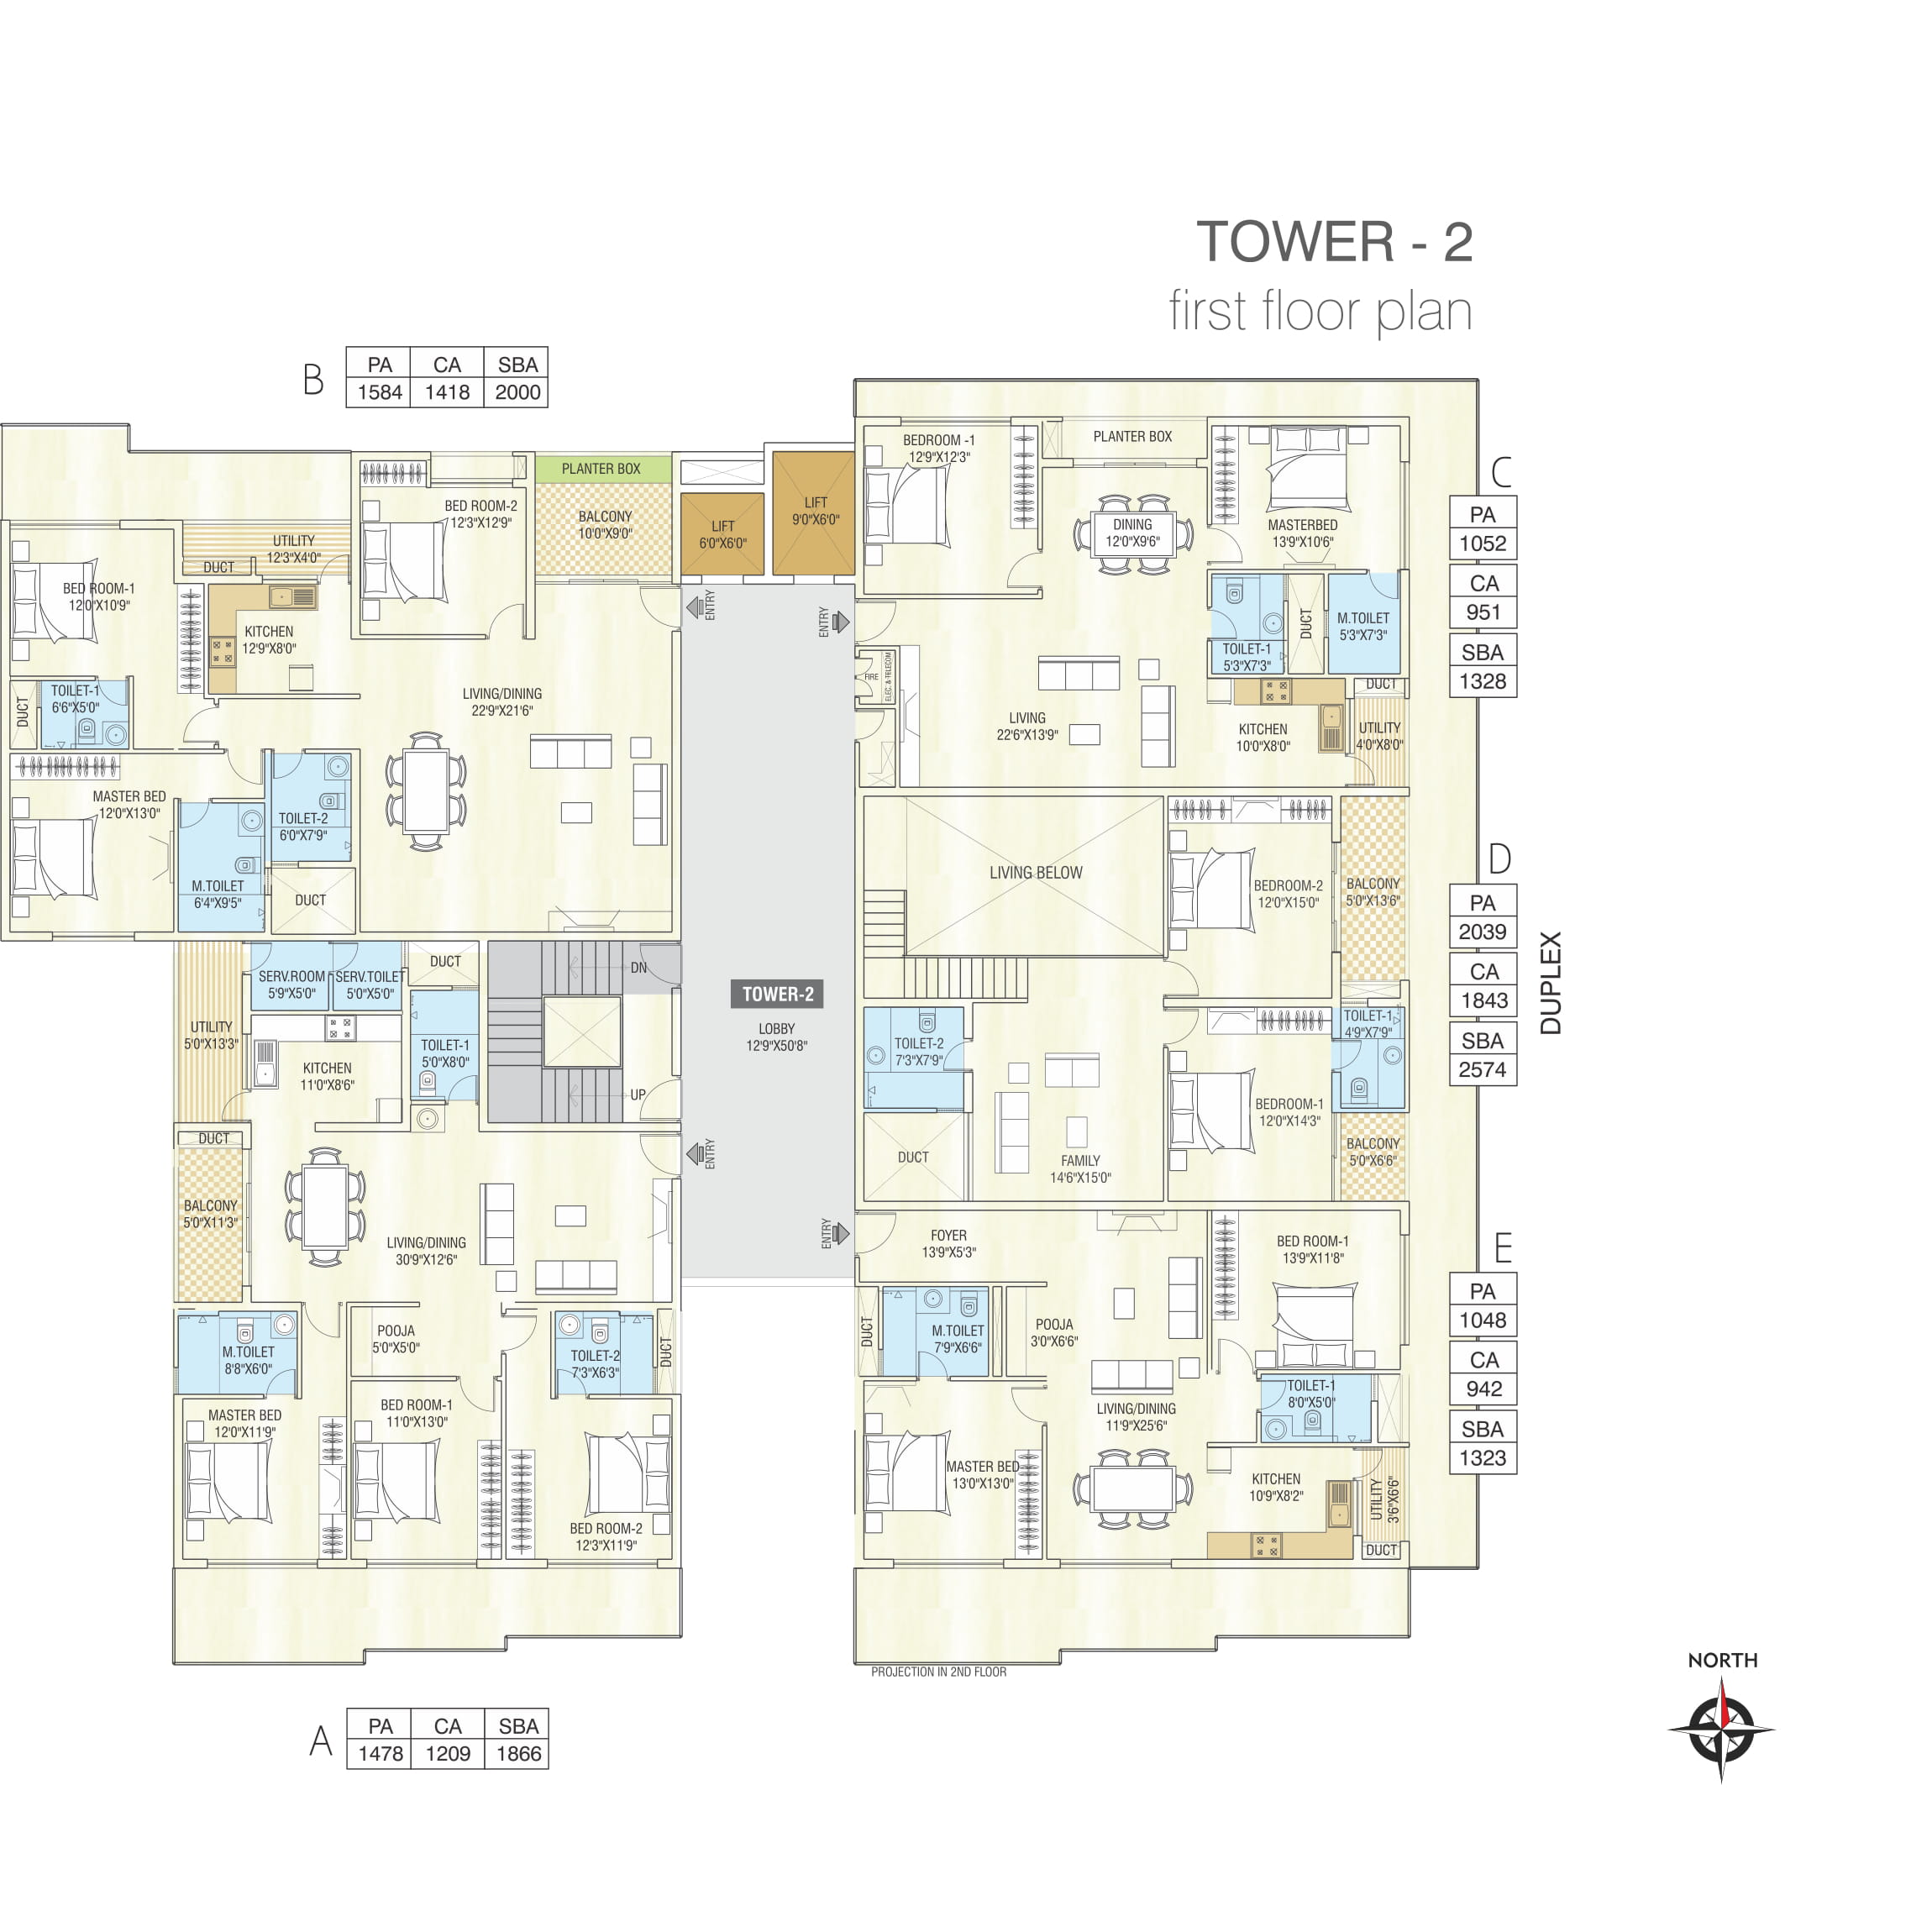 TOWER - 2
first floor plan
B
PA CA SBA
1584 1418 2000
PLANTER BOX
BALCONY
10'0"X9'0"
BED ROOM-2
12'3"X12'9"
UTILITY
12'3"X4'0"
DUCT
BED ROOM-1
12'0"X10'9"
KITCHEN
12'9"X8'0"
TOILET-1
6'6"X5'0"
DUCT
LIVING/DINING
22'9"X21'6"
MASTER BED
12'0"X13'0"
TOILET-2
6'0"X7'9"
M.TOILET
6'4"X9'5"
DUCT
LIFT
6'0"X6'0"
LIFT
9'0"X6'0"
ENTRY
ENTRY
FIRE
ELEC. & TELECOM
TOWER-2
LOBBY
12'9"X50'8"
DN
UP
ENTRY
ENTRY
BEDROOM -1
12'9"X12'3"
PLANTER BOX
DINING
12'0"X9'6"
MASTERBED
13'9"X10'6"
TOILET-1
5'3"X7'3"
DUCT
M.TOILET
5'3"X7'3"
DUCT
LIVING
22'6"X13'9"
KITCHEN
10'0"X8'0"
UTILITY
4'0"X8'0"
C
PA
1052
CA
951
SBA
1328
LIVING BELOW
BEDROOM-2
12'0"X15'0"
BALCONY
5'0"X13'6"
TOILET-1
4'9"X7'9"
TOILET-2
7'3"X7'9"
BEDROOM-1
12'0"X14'3"
BALCONY
5'0"X6'6"
DUCT
FAMILY
14'6"X15'0"
D
PA
2039
CA
1843
SBA
2574
DUPLEX
FOYER
13'9"X5'3"
BED ROOM-1
13'9"X11'8"
DUCT
M.TOILET
7'9"X6'6"
POOJA
3'0"X6'6"
TOILET-1
8'0"X5'0"
LIVING/DINING
11'9"X25'6"
MASTER BED
13'0"X13'0"
KITCHEN
10'9"X8'2"
UTILITY
3'6"X6'6"
DUCT
PROJECTION IN 2ND FLOOR
E
PA
1048
CA
942
SBA
1323
SERV.ROOM
5'9"X5'0"
SERV.TOILET
5'0"X5'0"
DUCT
UTILITY
5'0"X13'3"
KITCHEN
11'0"X8'6"
TOILET-1
5'0"X8'0"
DUCT
BALCONY
5'0"X11'3"
LIVING/DINING
30'9"X12'6"
M.TOILET
8'8"X6'0"
POOJA
5'0"X5'0"
TOILET-2
7'3"X6'3"
DUCT
MASTER BED
12'0"X11'9"
BED ROOM-1
11'0"X13'0"
BED ROOM-2
12'3"X11'9"
A
PA CA SBA
1478 1209 1866
NORTH